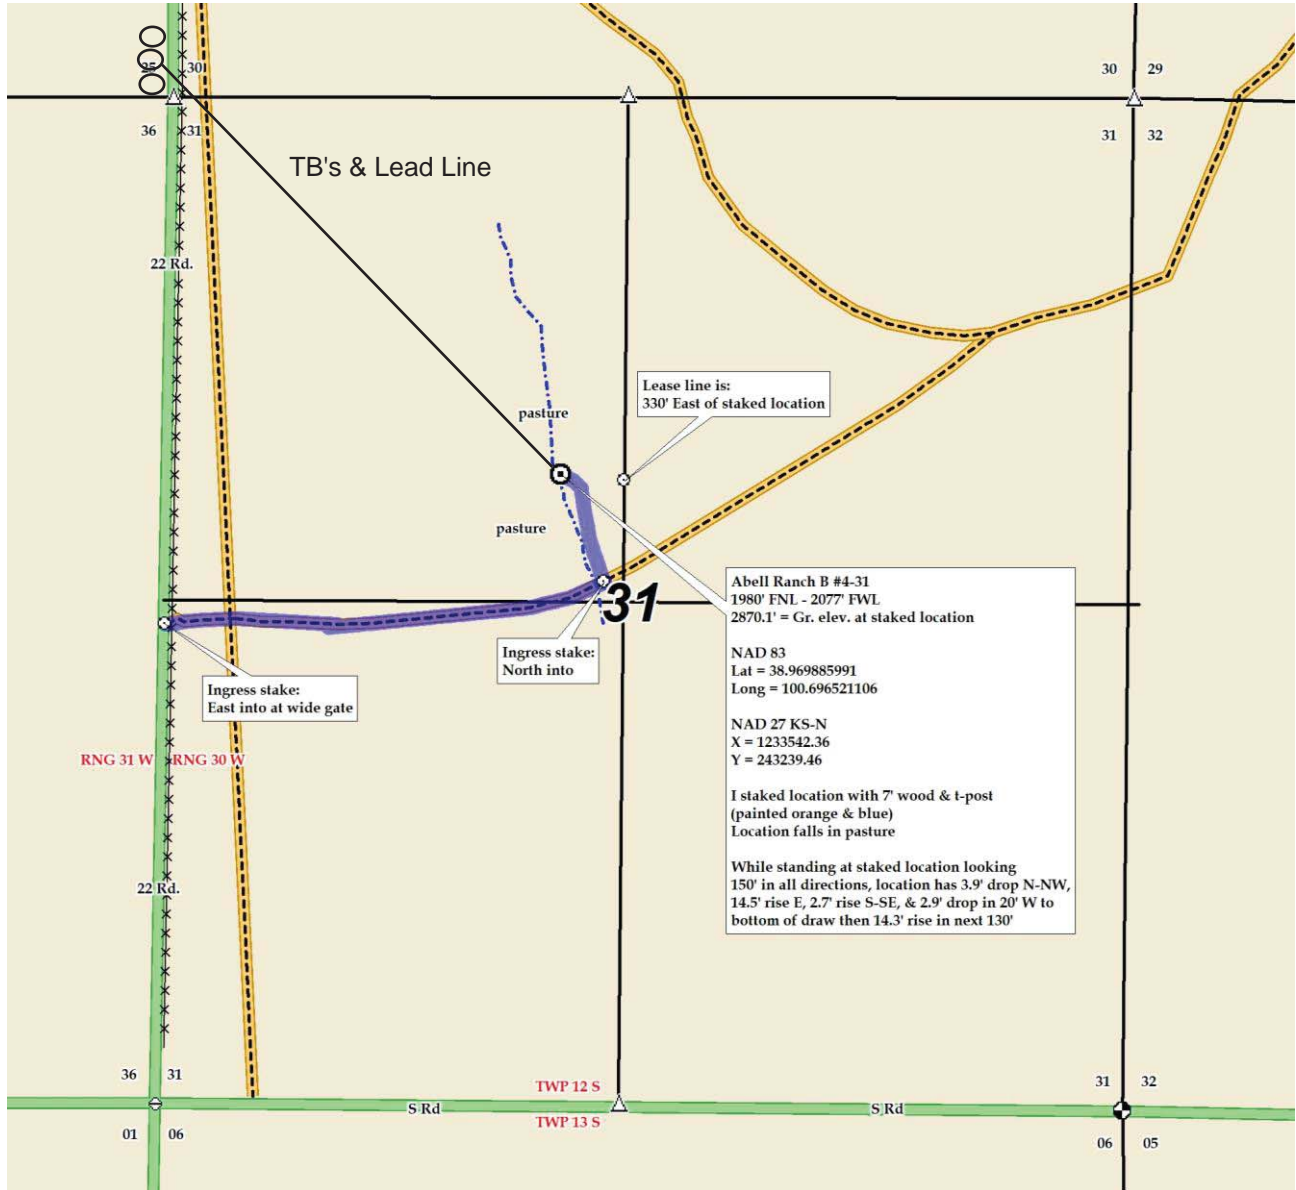 25 30
30 29
36 31
31 32
TB's & Lead Line
22 Rd.
Lease line is:
330' East of staked location
pasture
pasture
31
Abell Ranch B #4-31
1980' FNL - 2077' FWL
2870.1' = Gr. elev. at staked location
NAD 83
Lat = 38.969885991
Long = 100.696521106
NAD 27 KS-N
X = 1233542.36
Y = 243239.46
I staked location with 7' wood & t-post
(painted orange & blue)
Location falls in pasture
While standing at staked location looking
150' in all directions, location has 3.9' drop N-NW,
14.5' rise E, 2.7' rise S-SE, & 2.9' drop in 20' W to
bottom of draw then 14.3' rise in next 130'
Ingress stake:
North into
Ingress stake:
East into at wide gate
RNG 31 W RNG 30 W
22 Rd.
36 31
31 32
TWP 12 S
S Rd
S Rd
TWP 13 S
01 06
06 05